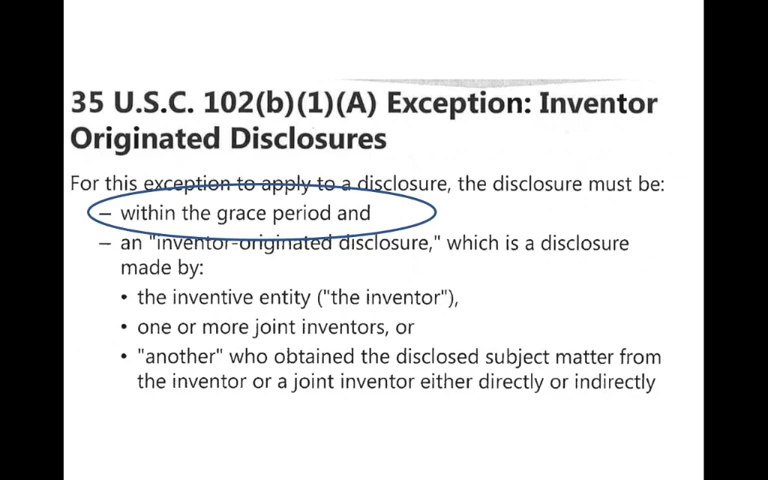 35 U.S.C. 102(b)(1)(A) Exception: Inventor
Originated Disclosures
For this exception to apply to a disclosure, the disclosure must be:
– within the grace period and
– an "inventor-originated disclosure," which is a disclosure
made by:
• the inventive entity ("the inventor"),
• one or more joint inventors, or
• "another" who obtained the disclosed subject matter from
the inventor or a joint inventor either directly or indirectly